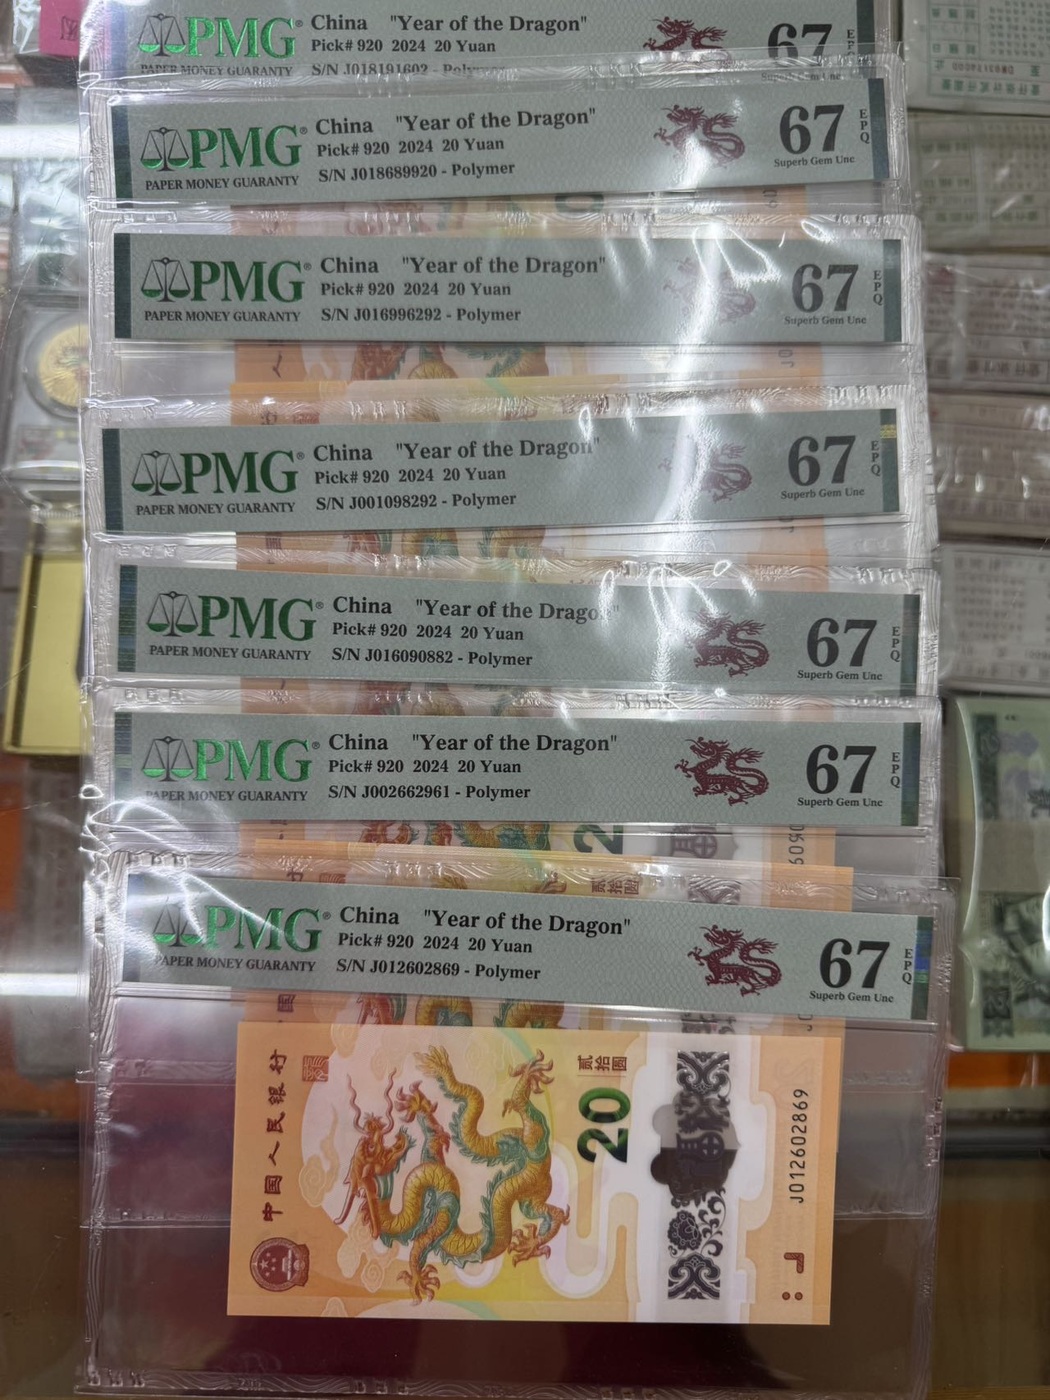 PMG
PAPER MONEY GUARANTY
China "Year of the Dragon"
Pick# 920 2024 20 Yuan
S/N J018191602 - Polymer
67
EPQ
Superb Gem Unc
PMG
PAPER MONEY GUARANTY
China "Year of the Dragon"
Pick# 920 2024 20 Yuan
S/N J018689920 - Polymer
67
EPQ
Superb Gem Unc
PMG
PAPER MONEY GUARANTY
China "Year of the Dragon"
Pick# 920 2024 20 Yuan
S/N J016996292 - Polymer
67
EPQ
Superb Gem Unc
PMG
PAPER MONEY GUARANTY
China "Year of the Dragon"
Pick# 920 2024 20 Yuan
S/N J001098292 - Polymer
67
EPQ
Superb Gem Unc
PMG
PAPER MONEY GUARANTY
China "Year of the Dragon"
Pick# 920 2024 20 Yuan
S/N J016090882 - Polymer
67
EPQ
Superb Gem Unc
PMG
PAPER MONEY GUARANTY
China "Year of the Dragon"
Pick# 920 2024 20 Yuan
S/N J002662961 - Polymer
67
EPQ
Superb Gem Unc
PMG
PAPER MONEY GUARANTY
China "Year of the Dragon"
Pick# 920 2024 20 Yuan
S/N J012602869 - Polymer
67
EPQ
Superb Gem Unc
中国人民银行
贰拾圆
20
J012602869